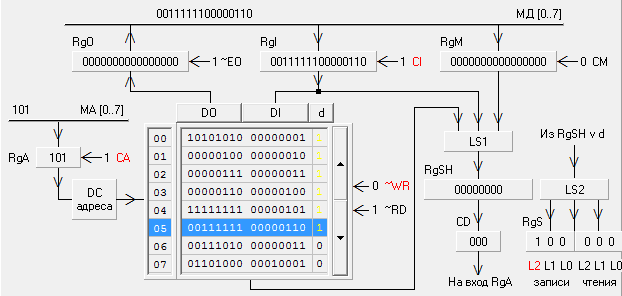 0011111100000110 МД [0..7]
RgO RgI RgM
0000000000000000 1 ~EO 0011111100000110 1 CI 0000000000000000 0 CM
101 МА [0..7] DO DI d
00 10101010 00000001 1
01 00000100 00000010 1
02 00000111 00000011 1
03 00000110 00000100 1
04 11111111 00000101 1
05 00111111 00000110 1
06 00111010 00000011 0
07 01101000 00010001 0
RgA 101 1 CA
DC
адреса
0 ~WR
1 ~RD
LS1
RgSH
00000000
CD
000
На вход RgA
Из RgSH v d
LS2
RgS
1 0 0 0 0 0
L2 L1 L0 L2 L1 L0
записи чтения